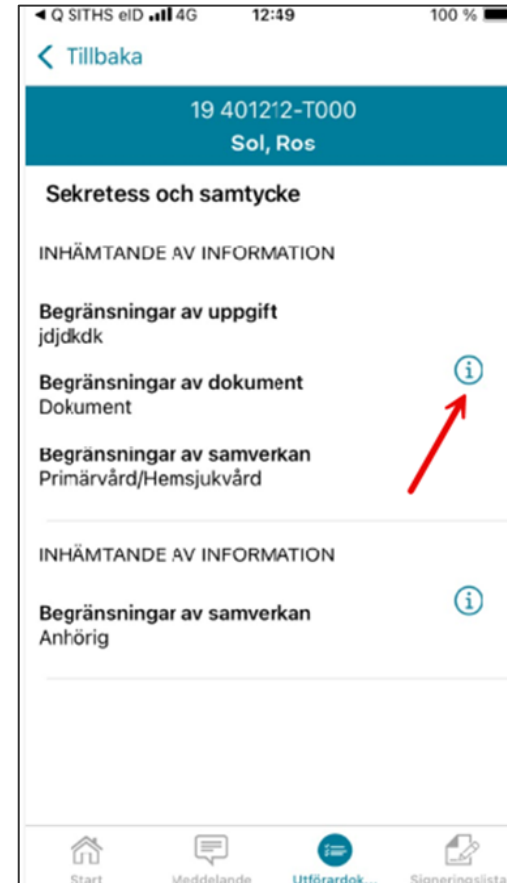 ◄ Q SITHS eID 4G 12:49 100 %
Tillbaka
19 401212-T000
Sol, Ros
Sekretess och samtycke
INHÄMTANDE AV INFORMATION
Begränsningar av uppgift
jdjdkdk
Begränsningar av dokument
Dokument
Begränsningar av samverkan
Primärvård/Hemsjukvård
INHÄMTANDE AV INFORMATION
Begränsningar av samverkan
Anhörig
Start Meddelande Utförardok... Signeringslista